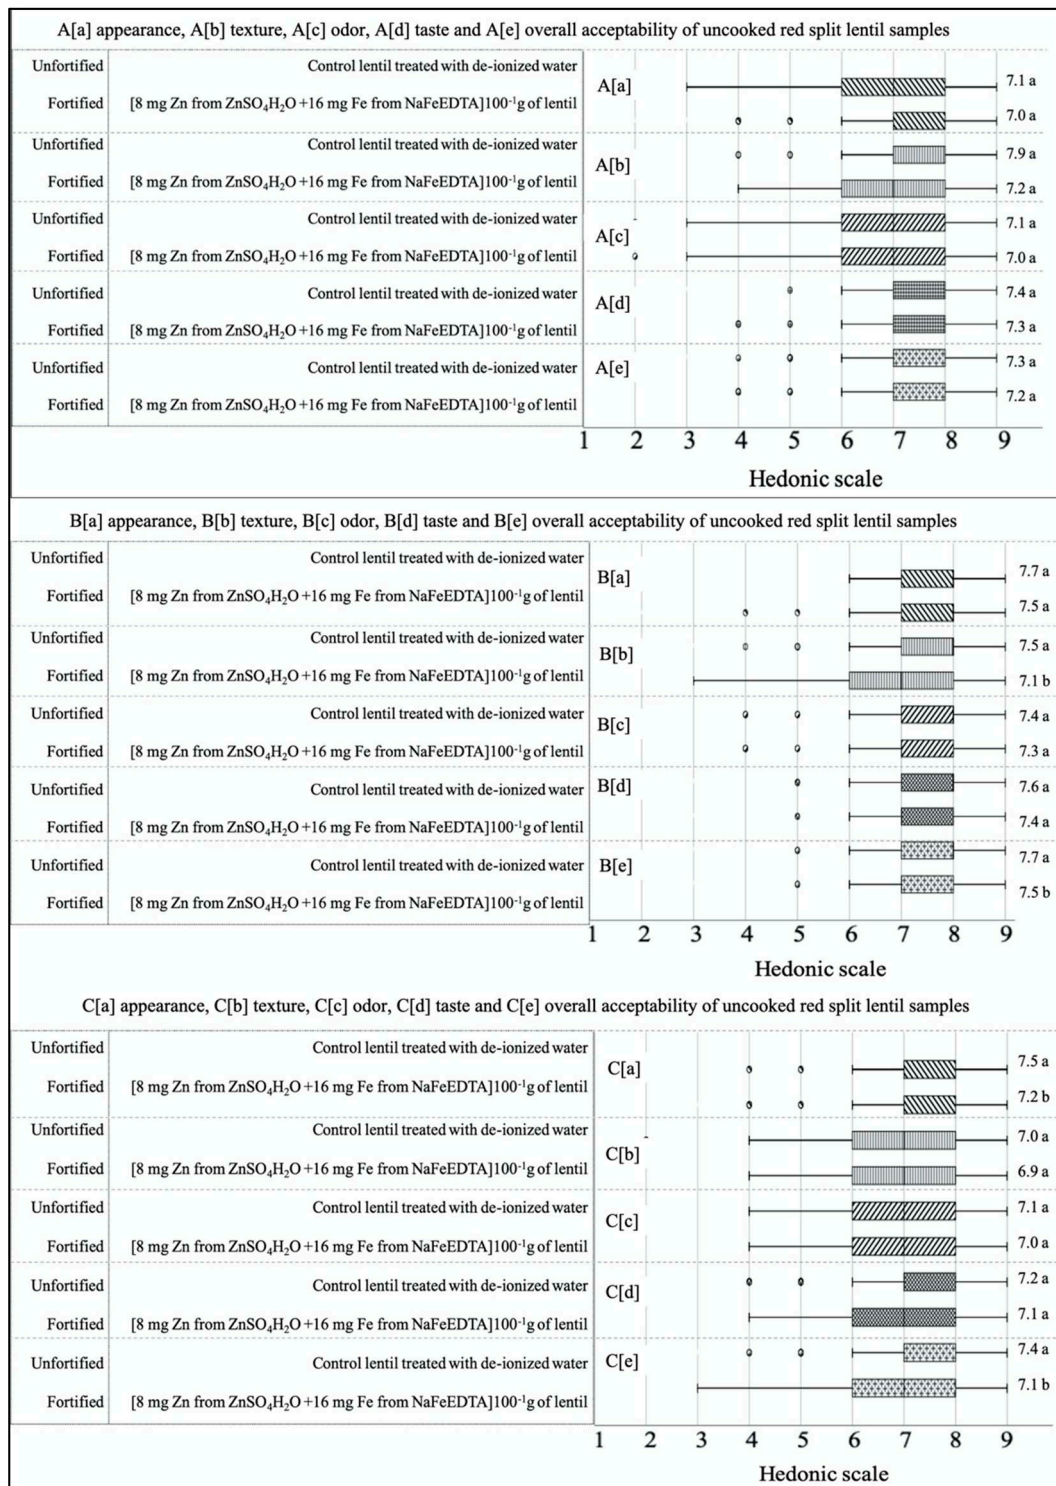 A[a] appearance, A[b] texture, A[c] odor, A[d] taste and A[e] overall acceptability of uncooked red split lentil samples
Unfortified Control lentil treated with de-ionized water
A[a] 7.1 a
Fortified [8 mg Zn from ZnSO₄H₂O +16 mg Fe from NaFeEDTA]100⁻¹g of lentil
7.0 a
Unfortified Control lentil treated with de-ionized water
A[b] 7.9 a
Fortified [8 mg Zn from ZnSO₄H₂O +16 mg Fe from NaFeEDTA]100⁻¹g of lentil 7.2 a
Unfortified Control lentil treated with de-ionized water 7.1 a
A[c]
Fortified [8 mg Zn from ZnSO₄H₂O +16 mg Fe from NaFeEDTA]100⁻¹g of lentil 7.0 a
Unfortified Control lentil treated with de-ionized water 7.4 a
A[d]
Fortified [8 mg Zn from ZnSO₄H₂O +16 mg Fe from NaFeEDTA]100⁻¹g of lentil 7.3 a
Unfortified Control lentil treated with de-ionized water A[e] 7.3 a
Fortified [8 mg Zn from ZnSO₄H₂O +16 mg Fe from NaFeEDTA]100⁻¹g of lentil 7.2 a
1 2 3 4 5 6 7 8 9
Hedonic scale
B[a] appearance, B[b] texture, B[c] odor, B[d] taste and B[e] overall acceptability of uncooked red split lentil samples
Unfortified Control lentil treated with de-ionized water
B[a] 7.7 a
Fortified [8 mg Zn from ZnSO₄H₂O +16 mg Fe from NaFeEDTA]100⁻¹g of lentil 7.5 a
Unfortified Control lentil treated with de-ionized water 7.5 a
B[b]
Fortified [8 mg Zn from ZnSO₄H₂O +16 mg Fe from NaFeEDTA]100⁻¹g of lentil 7.1 b
Unfortified Control lentil treated with de-ionized water 7.4 a
B[c]
Fortified [8 mg Zn from ZnSO₄H₂O +16 mg Fe from NaFeEDTA]100⁻¹g of lentil 7.3 a
Unfortified Control lentil treated with de-ionized water B[d] 7.6 a
Fortified [8 mg Zn from ZnSO₄H₂O +16 mg Fe from NaFeEDTA]100⁻¹g of lentil 7.4 a
Unfortified Control lentil treated with de-ionized water B[e] 7.7 a
Fortified [8 mg Zn from ZnSO₄H₂O +16 mg Fe from NaFeEDTA]100⁻¹g of lentil 7.5 b
1 2 3 4 5 6 7 8 9
Hedonic scale
C[a] appearance, C[b] texture, C[c] odor, C[d] taste and C[e] overall acceptability of uncooked red split lentil samples
Unfortified Control lentil treated with de-ionized water
C[a] 7.5 a
Fortified [8 mg Zn from ZnSO₄H₂O +16 mg Fe from NaFeEDTA]100⁻¹g of lentil 7.2 b
Unfortified Control lentil treated with de-ionized water 7.0 a
C[b]
Fortified [8 mg Zn from ZnSO₄H₂O +16 mg Fe from NaFeEDTA]100⁻¹g of lentil 6.9 a
Unfortified Control lentil treated with de-ionized water 7.1 a
C[c]
Fortified [8 mg Zn from ZnSO₄H₂O +16 mg Fe from NaFeEDTA]100⁻¹g of lentil 7.0 a
Unfortified Control lentil treated with de-ionized water 7.2 a
C[d]
Fortified [8 mg Zn from ZnSO₄H₂O +16 mg Fe from NaFeEDTA]100⁻¹g of lentil 7.1 a
Unfortified Control lentil treated with de-ionized water C[e] 7.4 a
Fortified [8 mg Zn from ZnSO₄H₂O +16 mg Fe from NaFeEDTA]100⁻¹g of lentil 7.1 b
1 2 3 4 5 6 7 8 9
Hedonic scale